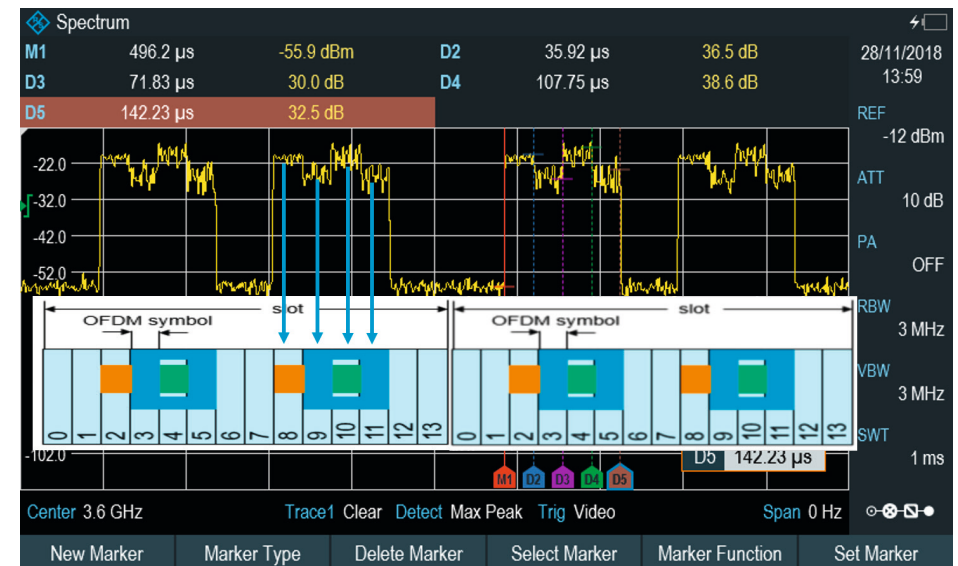 Spectrum
M1 496.2 µs -55.9 dBm D2 35.92 µs 36.5 dB
D3 71.83 µs 30.0 dB D4 107.75 µs 38.6 dB
D5 142.23 µs 32.5 dB
28/11/2018
13:59
REF
-12 dBm
ATT
10 dB
PA
OFF
RBW
3 MHz
VBW
3 MHz
SWT
1 ms
-22.0
-32.0
-42.0
-52.0
slot slot
OFDM symbol OFDM symbol
0 1 2 3 4 5 6 7 8 9 10 11 12 13 0 1 2 3 4 5 6 7 8 9 10 11 12 13
-102.0
D5 142.23 µs
M1 D2 D3 D4 D5
Center 3.6 GHz Trace1 Clear Detect Max Peak Trig Video Span 0 Hz
New Marker Marker Type Delete Marker Select Marker Marker Function Set Marker